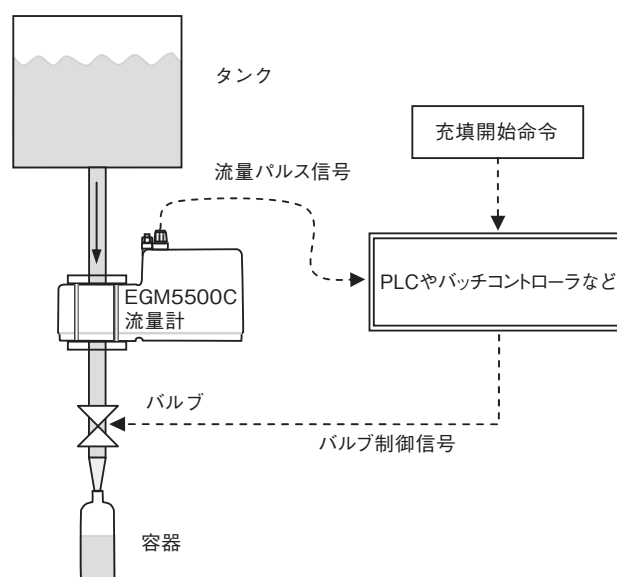 タンク
充填開始命令
流量パルス信号
PLCやバッチコントローラなど
EGM5500C
流量計
バルブ
バルブ制御信号
容器